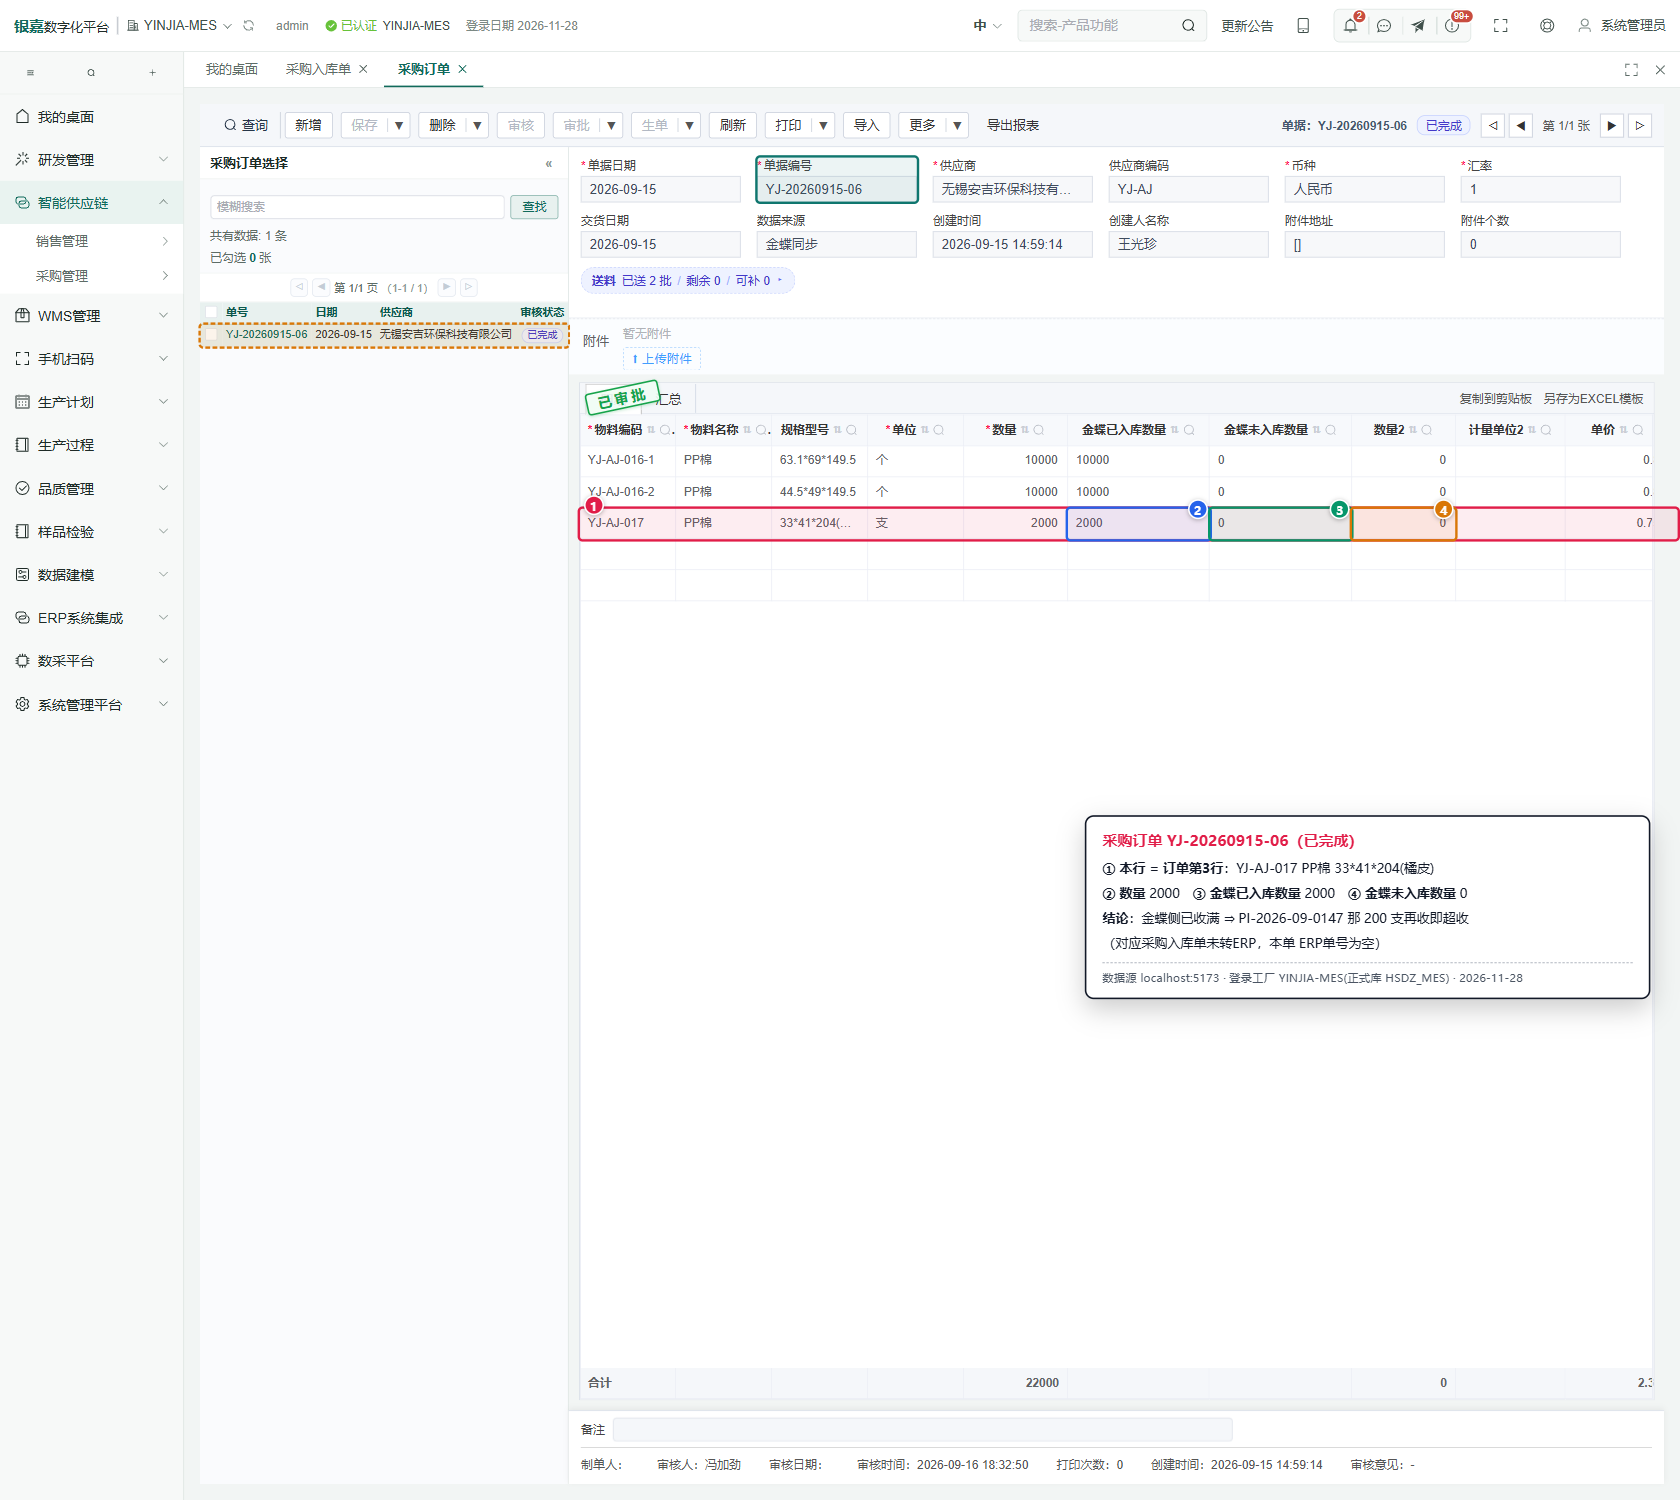 银嘉数字化平台 YINJIA-MES admin 已认证 YINJIA-MES 登录日期 2026-11-28 中 搜索-产品功能 更新公告 2 99+ 系统管理员
我的桌面 采购入库单 采购订单
我的桌面
研发管理
智能供应链
销售管理
采购管理
WMS管理
手机扫码
生产计划
生产过程
品质管理
样品检验
数据建模
ERP系统集成
数采平台
系统管理平台
查询 新增 保存 删除 审核 审批 生单 刷新 打印 导入 更多 导出报表 单据：YJ-20260915-06 已完成 第 1/1 张
采购订单选择 «
模糊搜索 查找
共有数据: 1 条
已勾选 0 张
第 1/1 页 (1-1 / 1)
单号 日期 供应商 审核状态
YJ-20260915-06 2026-09-15 无锡安吉环保科技有限公司 已完成
*单据日期 *单据编号 *供应商 供应商编码 *币种 *汇率
2026-09-15 YJ-20260915-06 无锡安吉环保科技有... YJ-AJ 人民币 1
交货日期 数据来源 创建时间 创建人名称 附件地址 附件个数
2026-09-15 金蝶同步 2026-09-15 14:59:14 王光珍 [] 0
送料 已送 2 批 / 剩余 0 / 可补 0
附件 暂无附件
上传附件
已审批 汇总 复制到剪贴板 另存为EXCEL模板
*物料编码 *物料名称 规格型号 *单位 *数量 金蝶已入库数量 金蝶未入库数量 数量2 计量单位2 单价
YJ-AJ-016-1 PP棉 63.1*69*149.5 个 10000 10000 0 0 0.
YJ-AJ-016-2 PP棉 44.5*49*149.5 个 10000 10000 0 0 0.
1 2 3 4
YJ-AJ-017 PP棉 33*41*204(... 支 2000 2000 0 0 0.7
采购订单 YJ-20260915-06（已完成）
① 本行 = 订单第3行：YJ-AJ-017 PP棉 33*41*204(橘皮)
② 数量 2000 ③ 金蝶已入库数量 2000 ④ 金蝶未入库数量 0
结论：金蝶侧已收满 ⇒ PI-2026-09-0147 那 200 支再收即超收
（对应采购入库单未转ERP，本单 ERP单号为空）
数据源 localhost:5173 · 登录工厂 YINJIA-MES(正式库 HSDZ_MES) · 2026-11-28
合计 22000 0 2.3
备注
制单人： 审核人：冯加劲 审核日期： 审核时间：2026-09-16 18:32:50 打印次数：0 创建时间：2026-09-15 14:59:14 审核意见：-